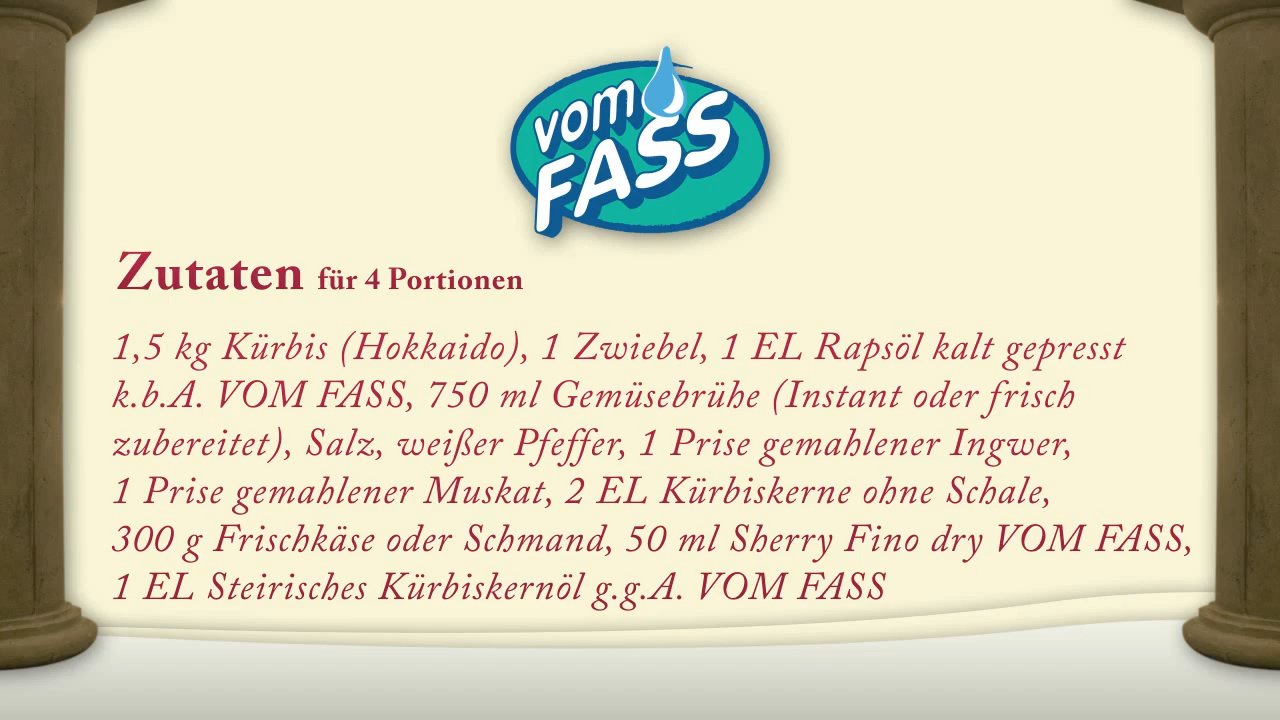 vom
FASS
Zutaten für 4 Portionen
1,5 kg Kürbis (Hokkaido), 1 Zwiebel, 1 EL Rapsöl kalt gepresst
k.b.A. VOM FASS, 750 ml Gemüsebrühe (Instant oder frisch
zubereitet), Salz, weißer Pfeffer, 1 Prise gemahlener Ingwer,
1 Prise gemahlener Muskat, 2 EL Kürbiskerne ohne Schale,
300 g Frischkäse oder Schmand, 50 ml Sherry Fino dry VOM FASS,
1 EL Steirisches Kürbiskernöl g.g.A. VOM FASS